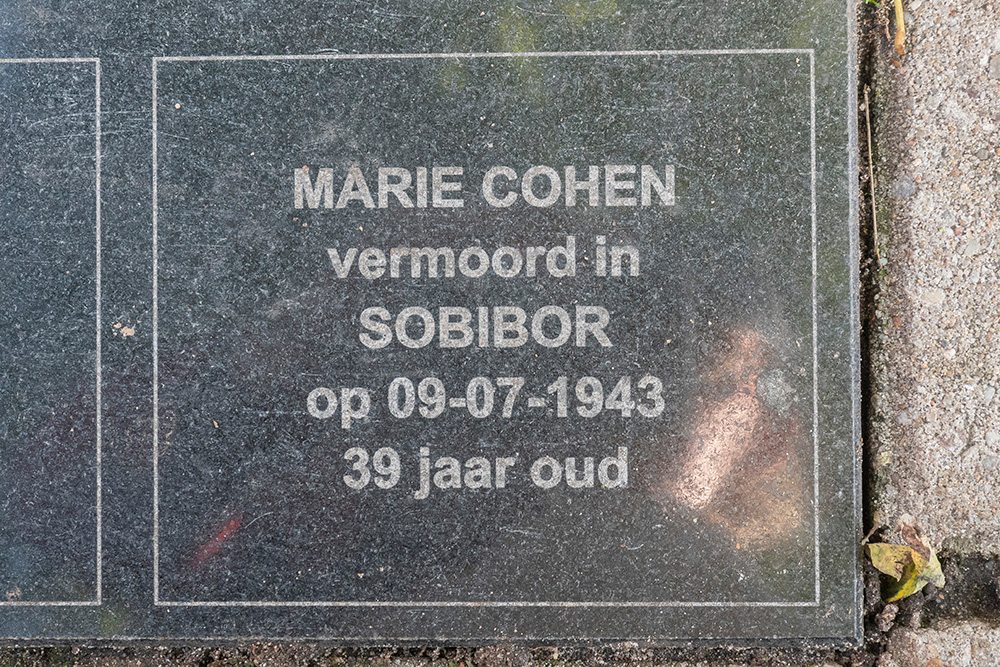 MARIE COHEN
vermoord in
SOBIBOR
op 09-07-1943
39 jaar oud